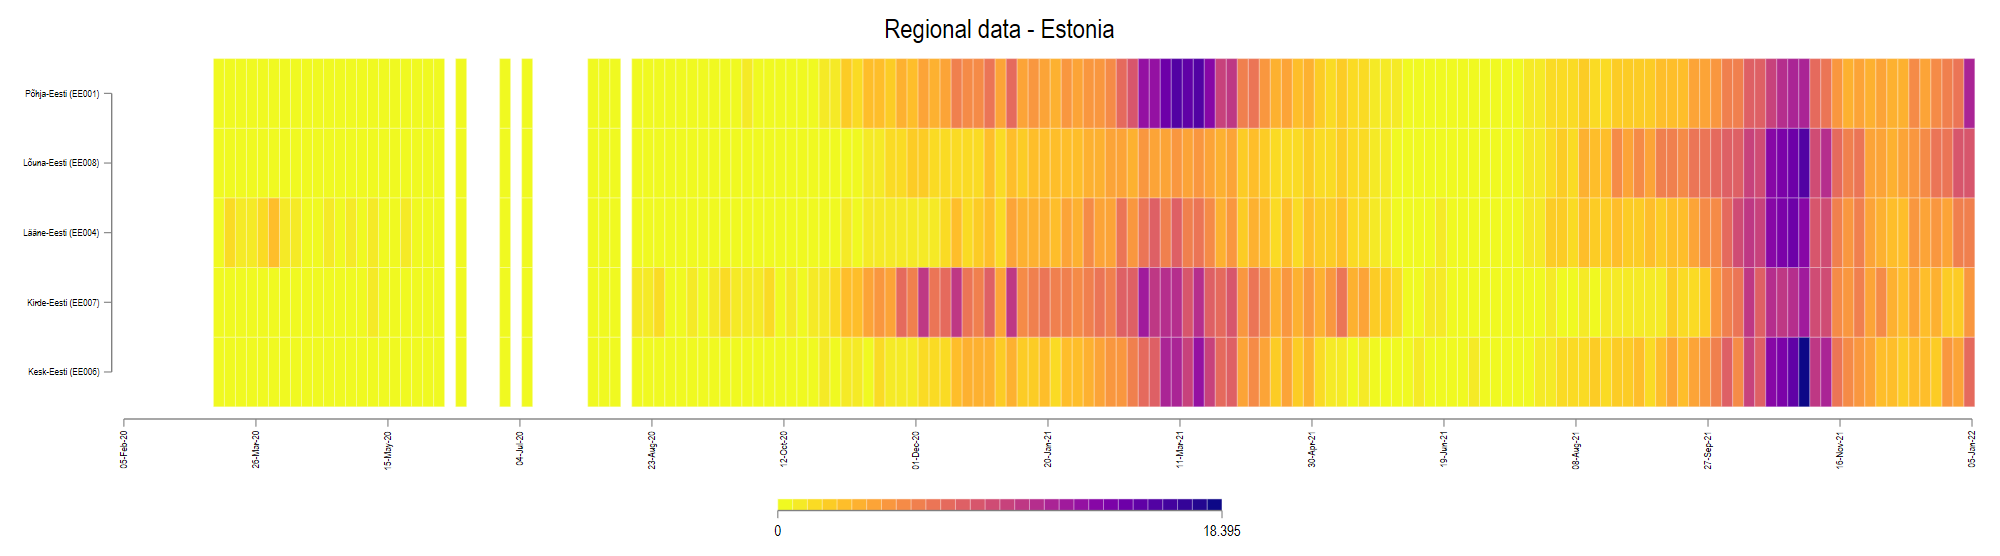 Regional data - Estonia
Põhja-Eesti (EE001)
Lõuna-Eesti (EE008)
Lääne-Eesti (EE004)
Kirde-Eesti (EE007)
Kesk-Eesti (EE006)
05-Feb-20
26-Mar-20
15-May-20
04-Jul-20
23-Aug-20
12-Oct-20
01-Dec-20
20-Jan-21
11-Mar-21
30-Apr-21
19-Jun-21
08-Aug-21
27-Sep-21
16-Nov-21
05-Jan-22
0
18.395